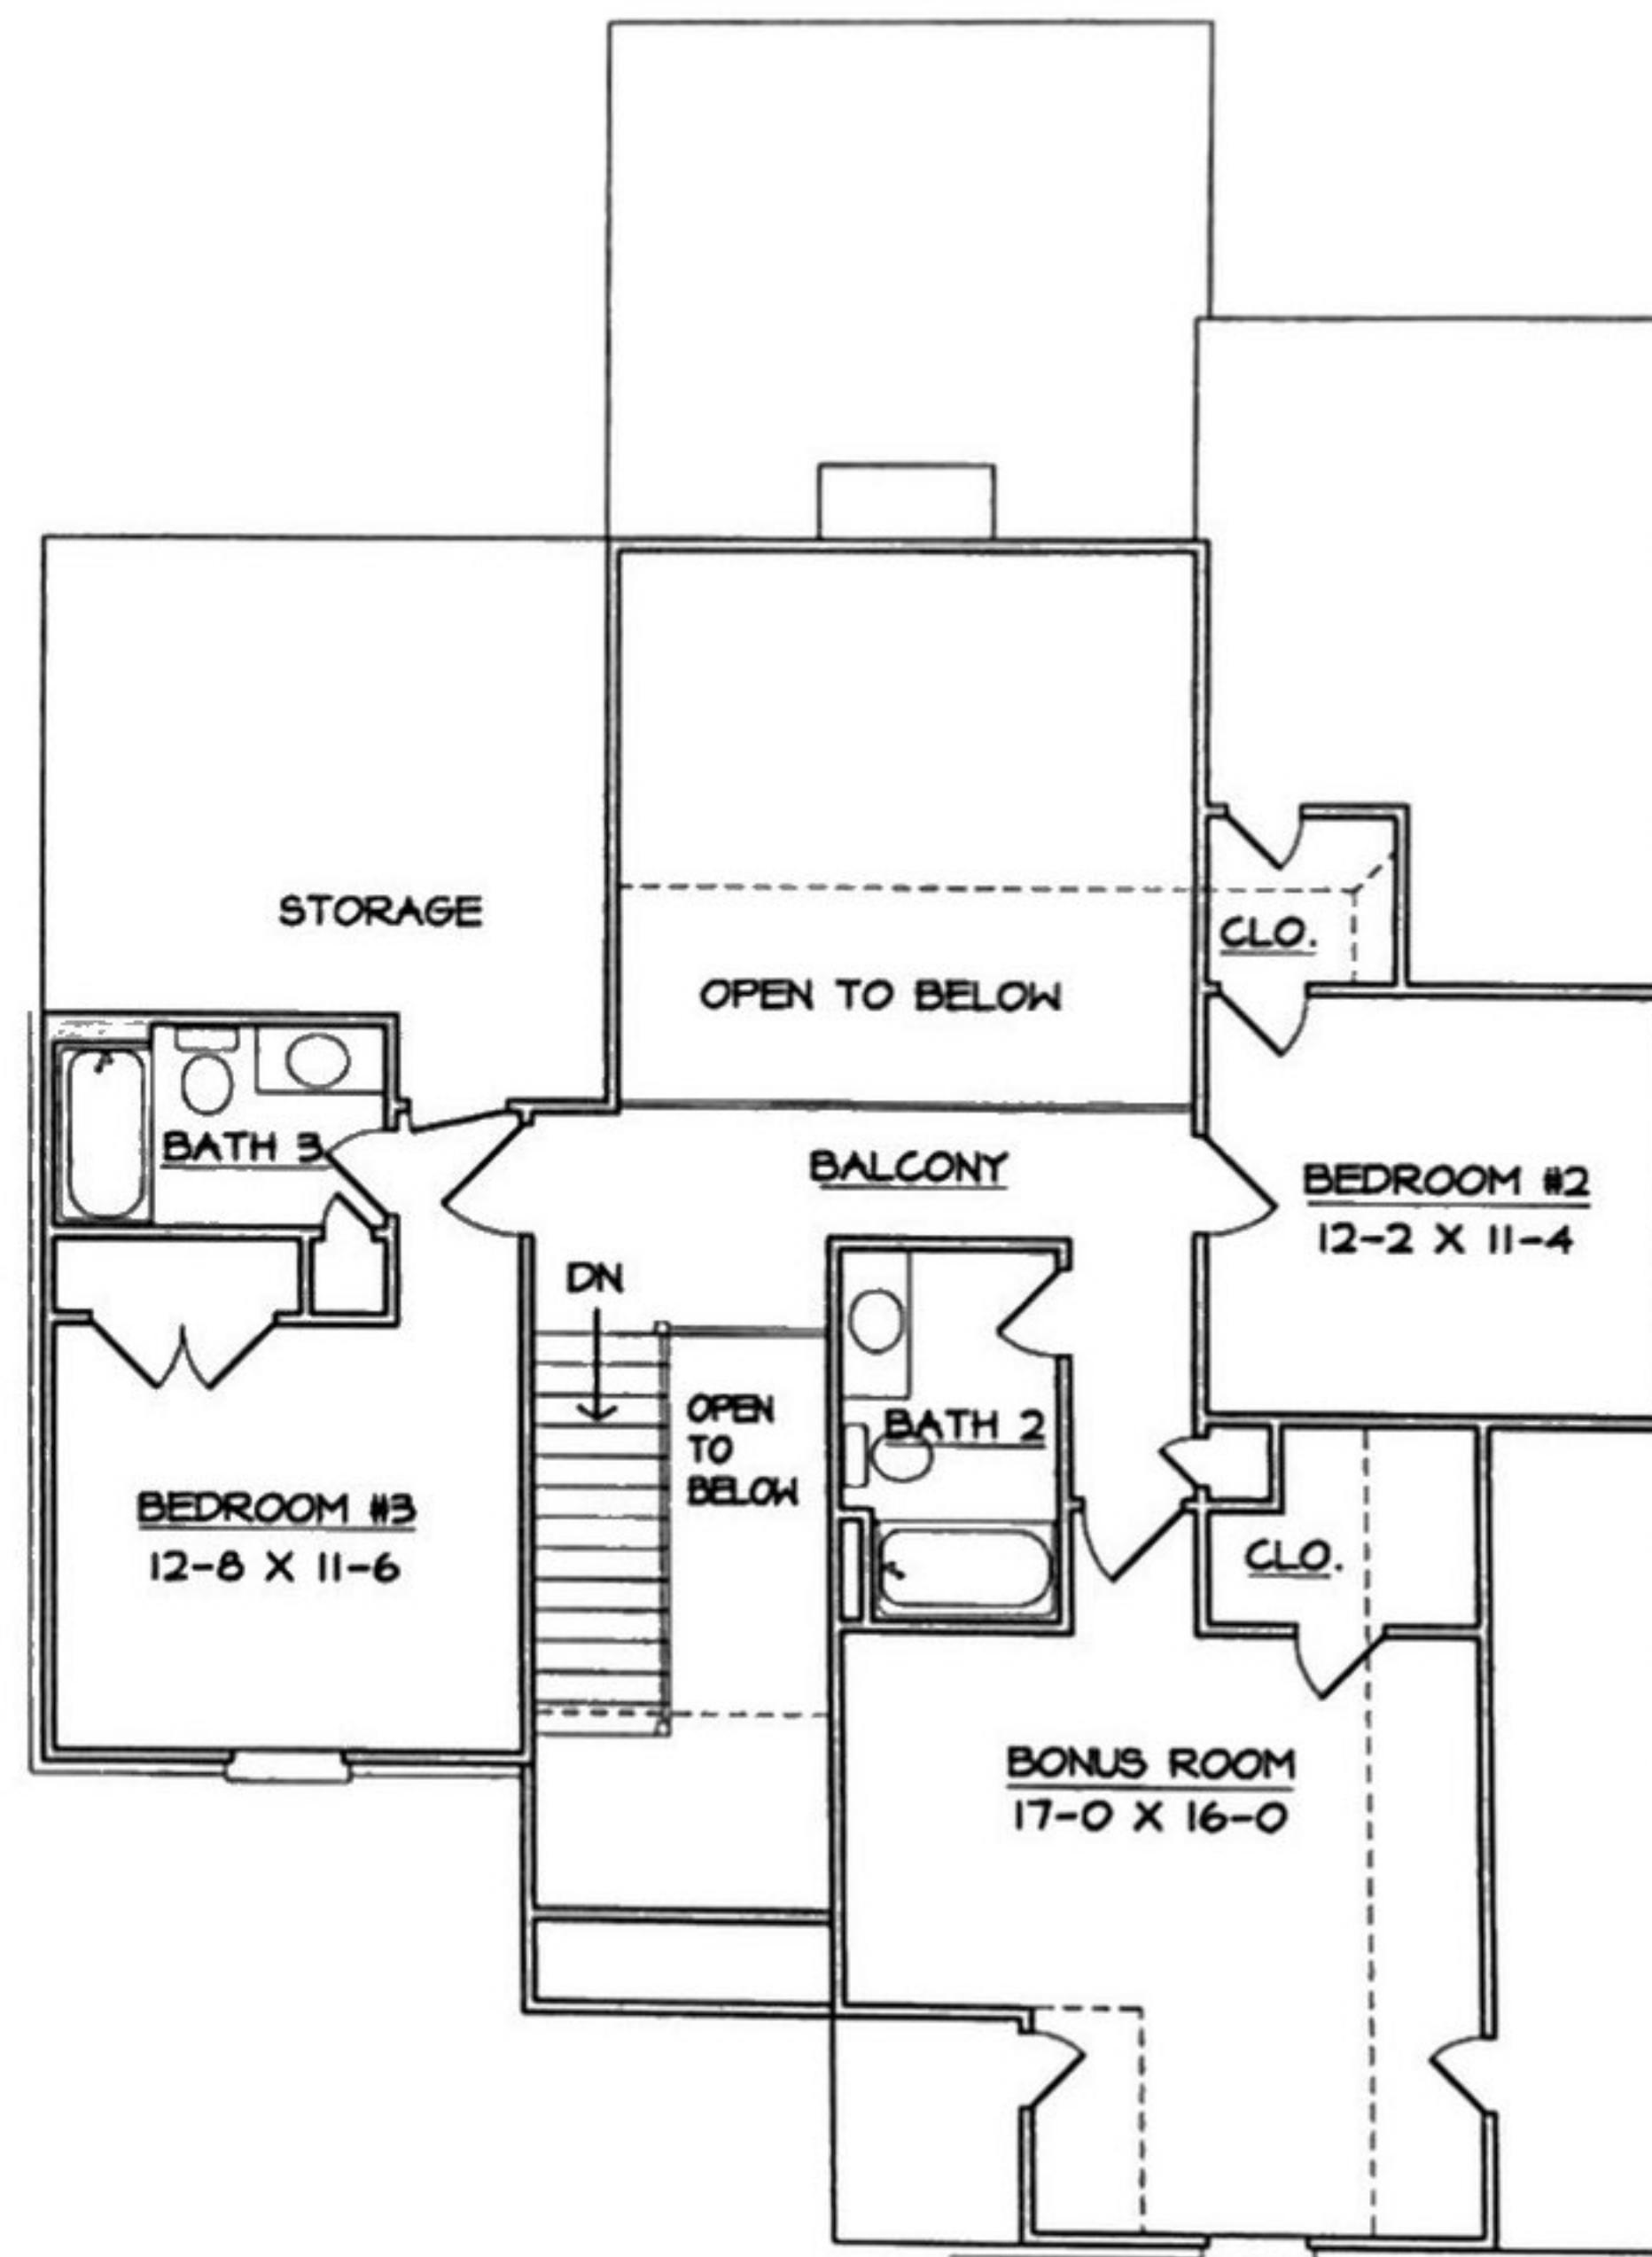 STORAGE
CLO.
OPEN TO BELOW
BATH 3
BALCONY
BEDROOM #2
12-2 X 11-4
DN
OPEN
TO
BELOW
BATH 2
BEDROOM #3
12-8 X 11-6
CLO.
BONUS ROOM
17-0 X 16-0